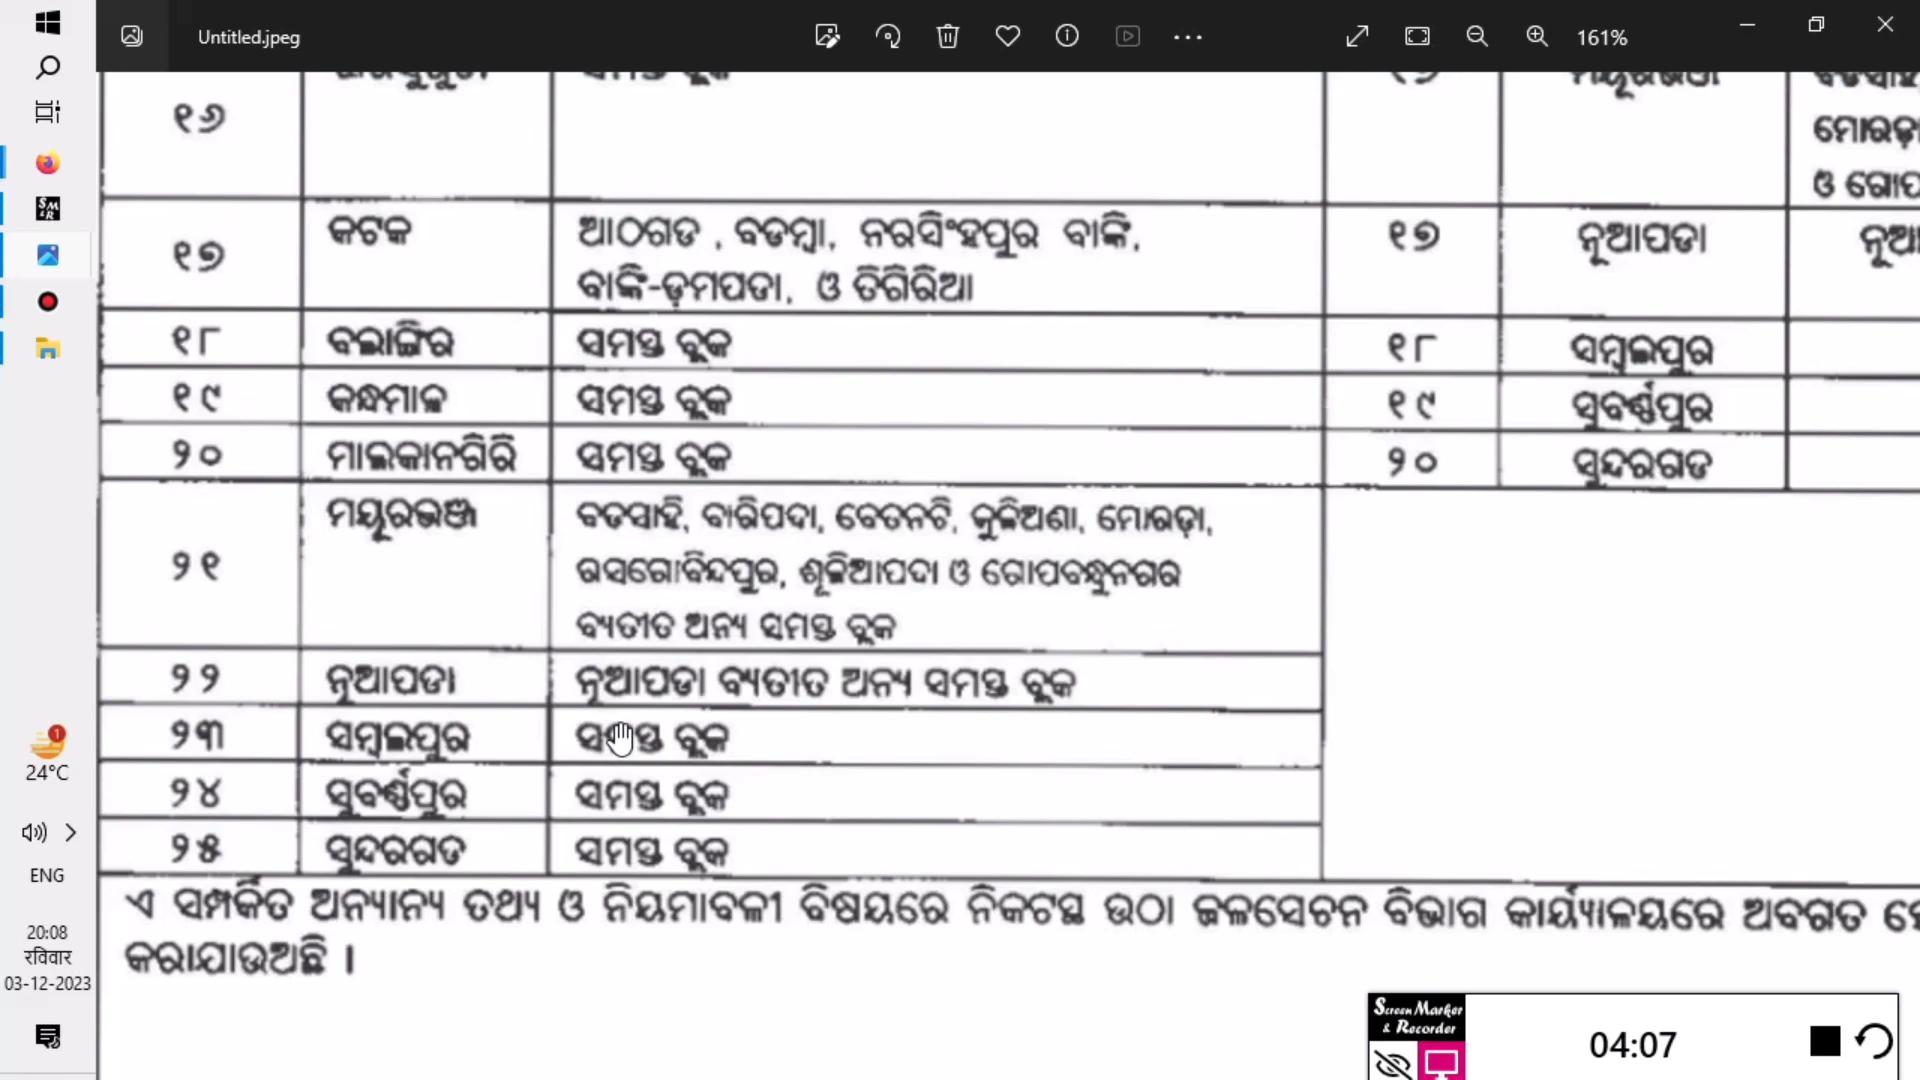 Untitled.jpeg
161%
୧୬
୧୭ କଟକ ଆଠଗଡ , ବଡମ୍ବା, ନରସିଂହପୁର ବାଙ୍କି,
ବାଙ୍କି-ଡ଼ମପଡା, ଓ ତିଗିରିଆ
୧୮ ବଲାଙ୍ଗିର ସମସ୍ତ ବ୍ଲକ
୧୯ କନ୍ଧମାଳ ସମସ୍ତ ବ୍ଲକ
୨୦ ମାଲକାନଗିରି ସମସ୍ତ ବ୍ଲକ
୨୧ ମୟୂରଭଞ୍ଜ ବଡସାହି, ବାରିପଦା, ବେତନଟି, କୁଳିଅଣା, ମୋରଡ଼ା,
ରସଗୋବିନ୍ଦପୁର, ଶୂଳିଆପଦା ଓ ଗୋପବନ୍ଧୁନଗର
ବ୍ୟତୀତ ଅନ୍ୟ ସମସ୍ତ ବ୍ଲକ
୨୨ ନୂଆପଡା ନୂଆପଡା ବ୍ୟତୀତ ଅନ୍ୟ ସମସ୍ତ ବ୍ଲକ
୨୩ ସମ୍ବଲପୁର ସମସ୍ତ ବ୍ଲକ
୨୪ ସୁବର୍ଣ୍ଣପୁର ସମସ୍ତ ବ୍ଲକ
୨୫ ସୁନ୍ଦରଗଡ ସମସ୍ତ ବ୍ଲକ
୧୭ ନୂଆପଡା
୧୮ ସମ୍ବଲପୁର
୧୯ ସୁବର୍ଣ୍ଣପୁର
୨୦ ସୁନ୍ଦରଗଡ
ଏ ସମ୍ପର୍କିତ ଅନ୍ୟାନ୍ୟ ତଥ୍ୟ ଓ ନିୟମାବଳୀ ବିଷୟରେ ନିକଟସ୍ଥ ଉଠା ଜଳସେଚନ ବିଭାଗ କାର୍ଯ୍ୟାଳୟରେ ଅବଗତ
କରାଯାଉଅଛି ।
1
24°C
ENG
20:08
रविवार
03-12-2023
Screen Marker
& Recorder
04:07